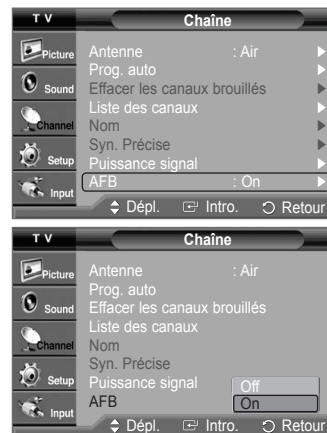 T V Chaîne
Picture
Sound
Channel
Setup
Input
Antenne : Air
Prog. auto
Effacer les canaux brouillés
Liste des canaux
Nom
Syn. Précise
Puissance signal
AFB : On
Dépl. Intro. Retour
T V Chaîne
Picture
Sound
Channel
Setup
Input
Antenne : Air
Prog. auto
Effacer les canaux brouillés
Liste des canaux
Nom
Syn. Précise
Puissance signal
AFB
Off
On
Dépl. Intro. Retour